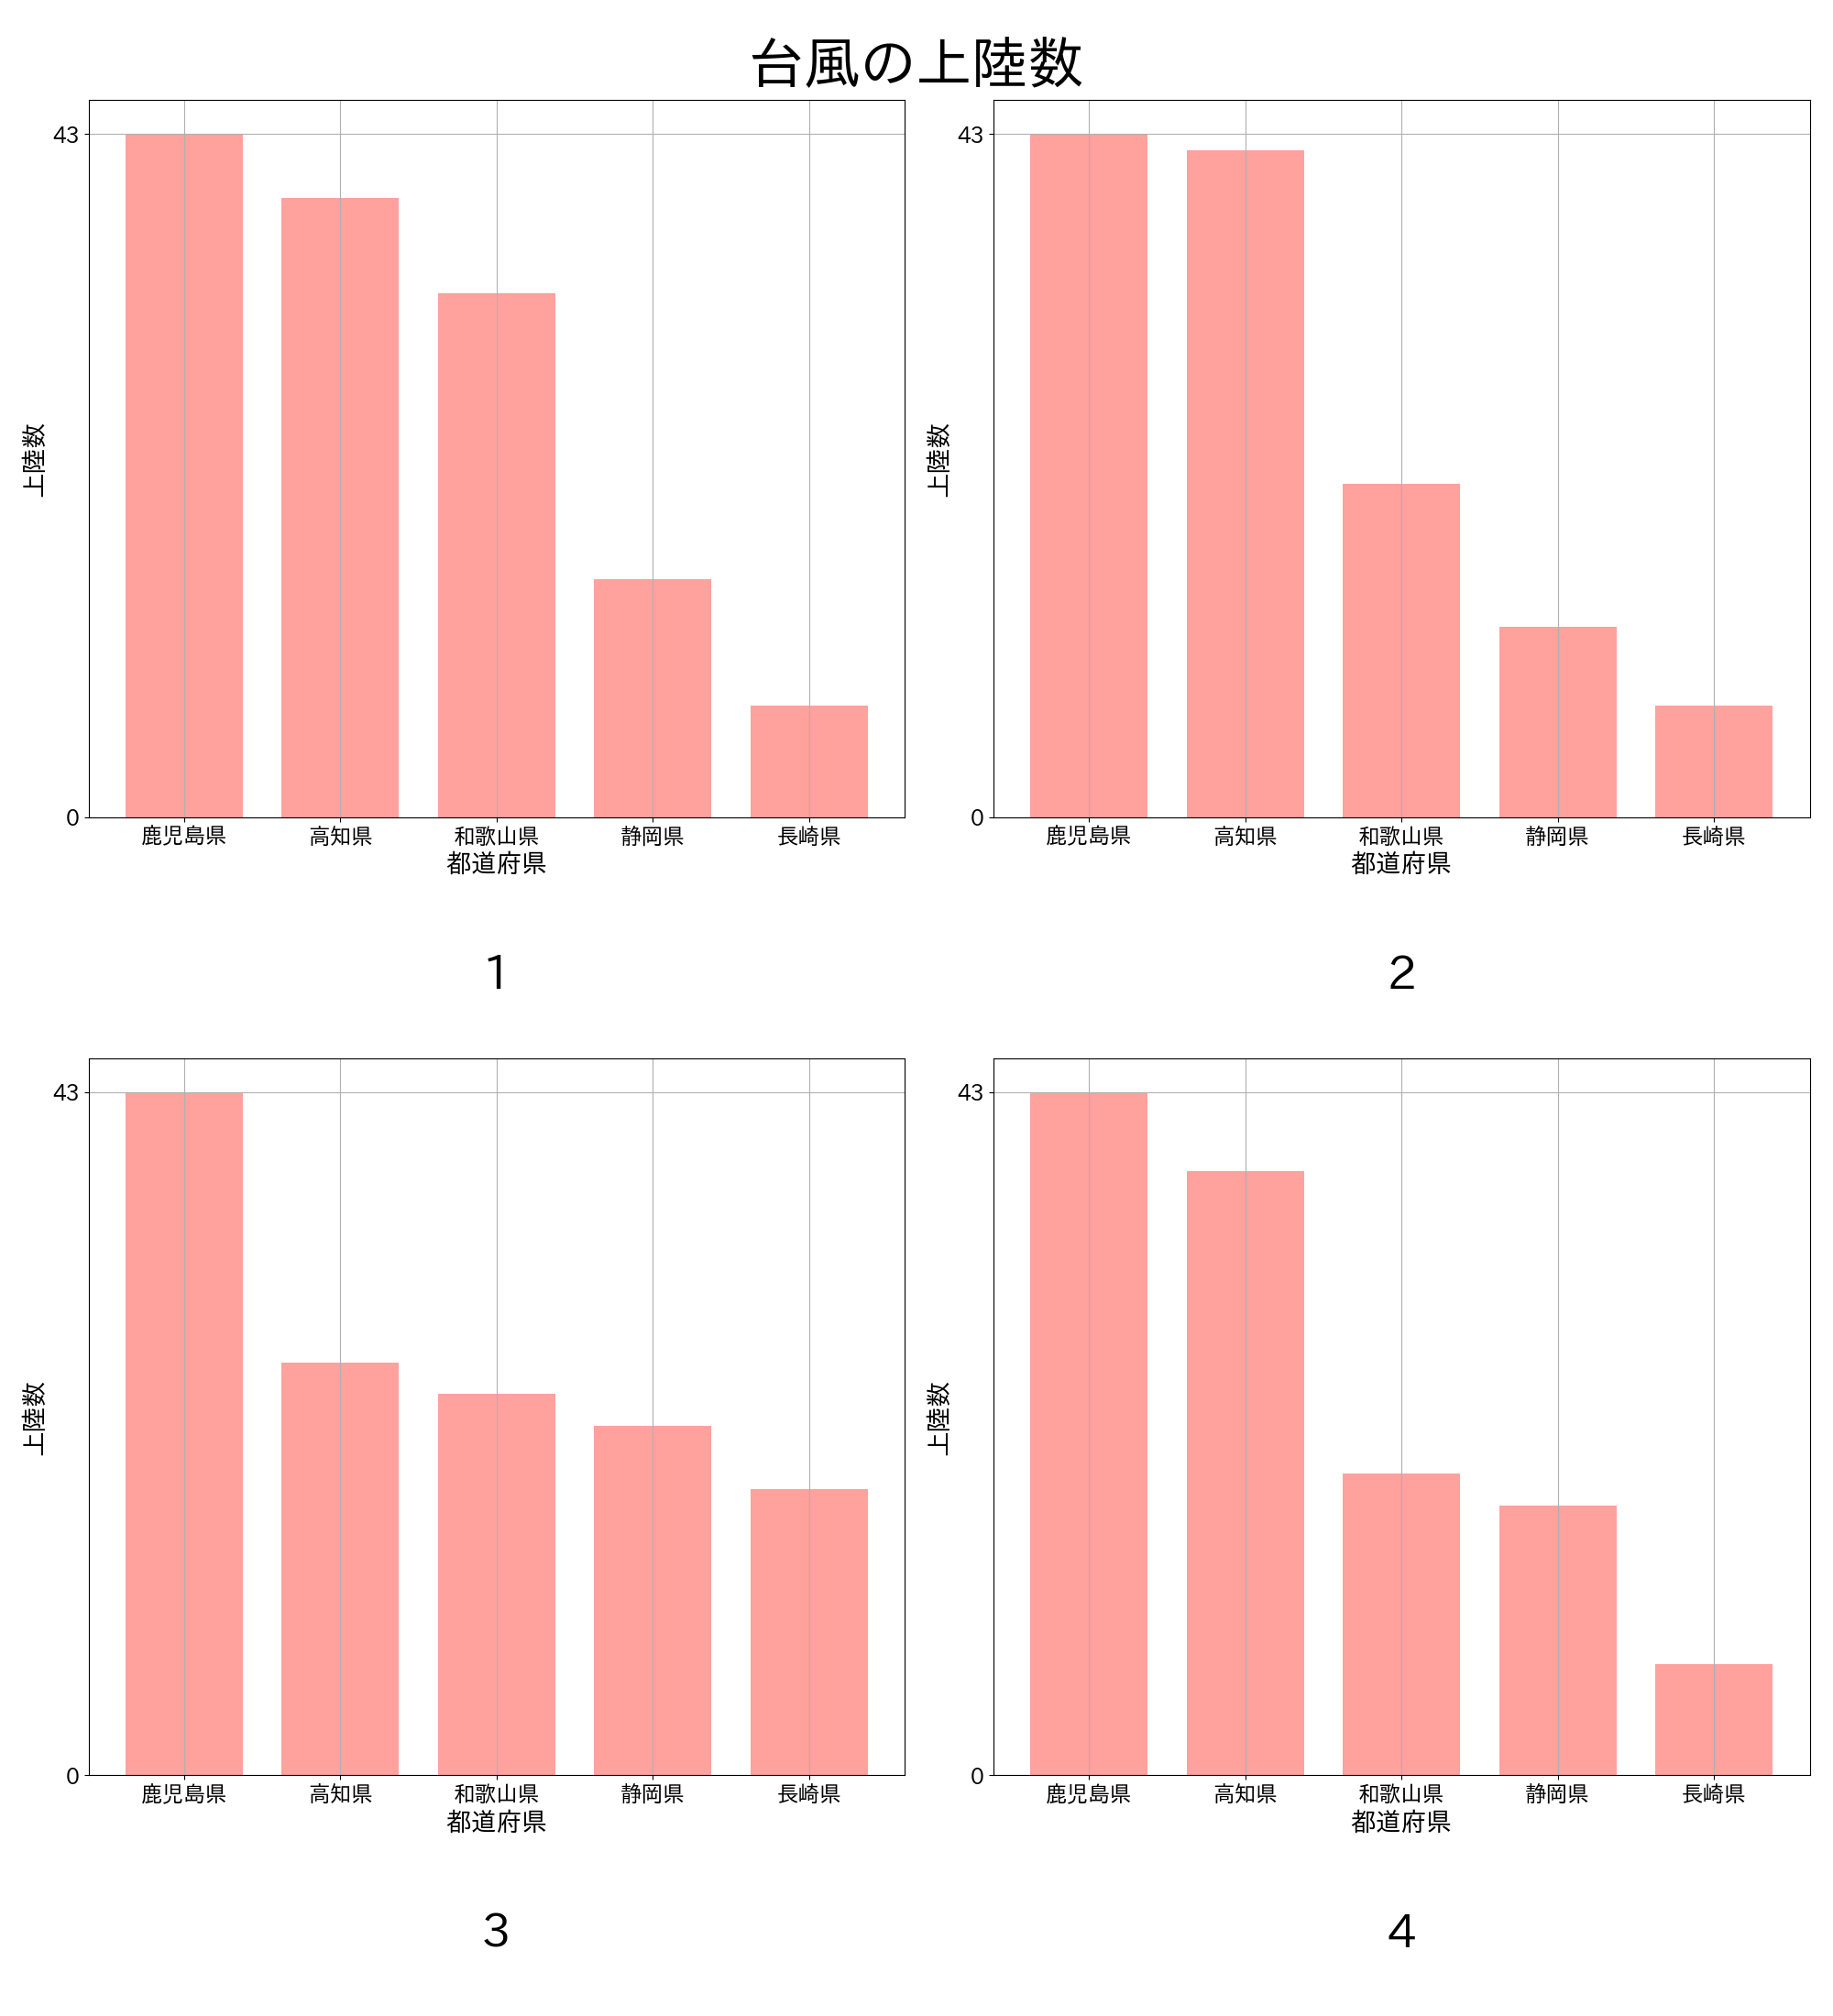 台風の上陸数
43
0
上陸数
鹿児島県 高知県 和歌山県 静岡県 長崎県
都道府県
1
43
0
上陸数
鹿児島県 高知県 和歌山県 静岡県 長崎県
都道府県
2
43
0
上陸数
鹿児島県 高知県 和歌山県 静岡県 長崎県
都道府県
3
43
0
上陸数
鹿児島県 高知県 和歌山県 静岡県 長崎県
都道府県
4